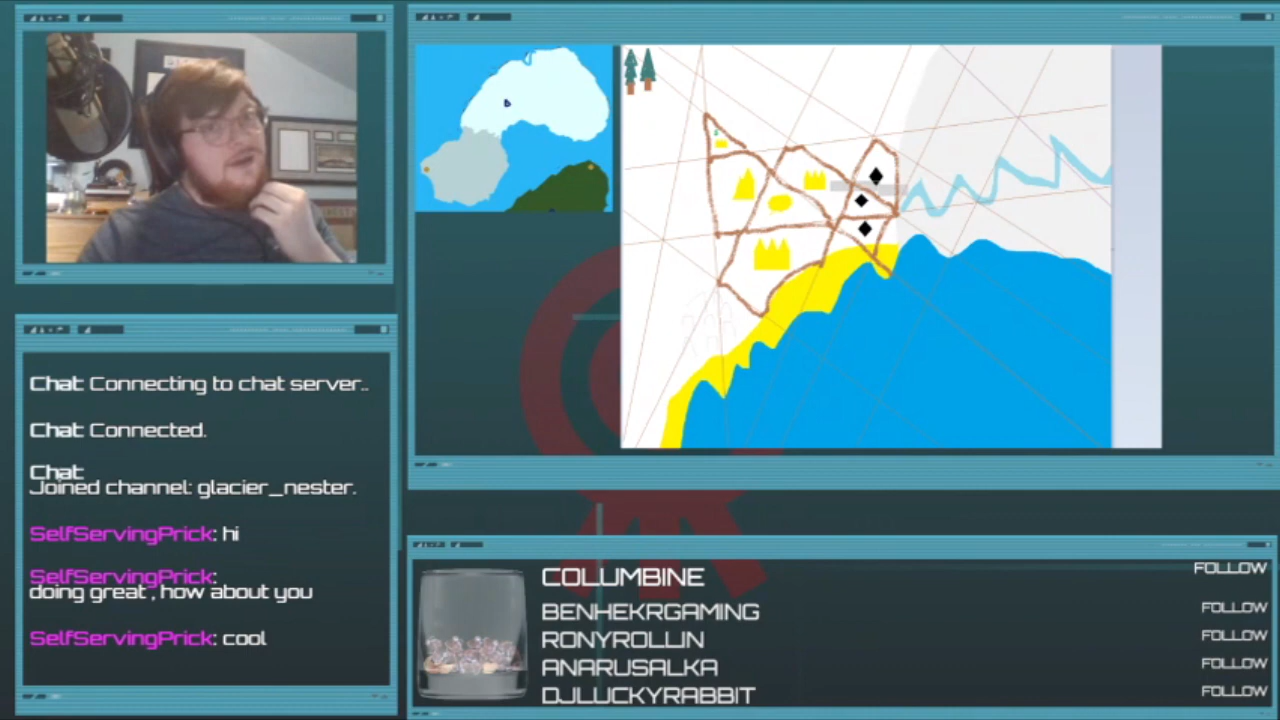 Chat: Connecting to chat server..
Chat: Connected.
Chat:
Joined channel: glacier_nester.
SelfServingPrick: hi
SelfServingPrick:
doing great , how about you
SelfServingPrick: cool
COLUMBINE FOLLOW
BENHEKRGAMING FOLLOW
RONYROLLIN FOLLOW
ANARUSALKA FOLLOW
DJLUCKYRABBIT FOLLOW